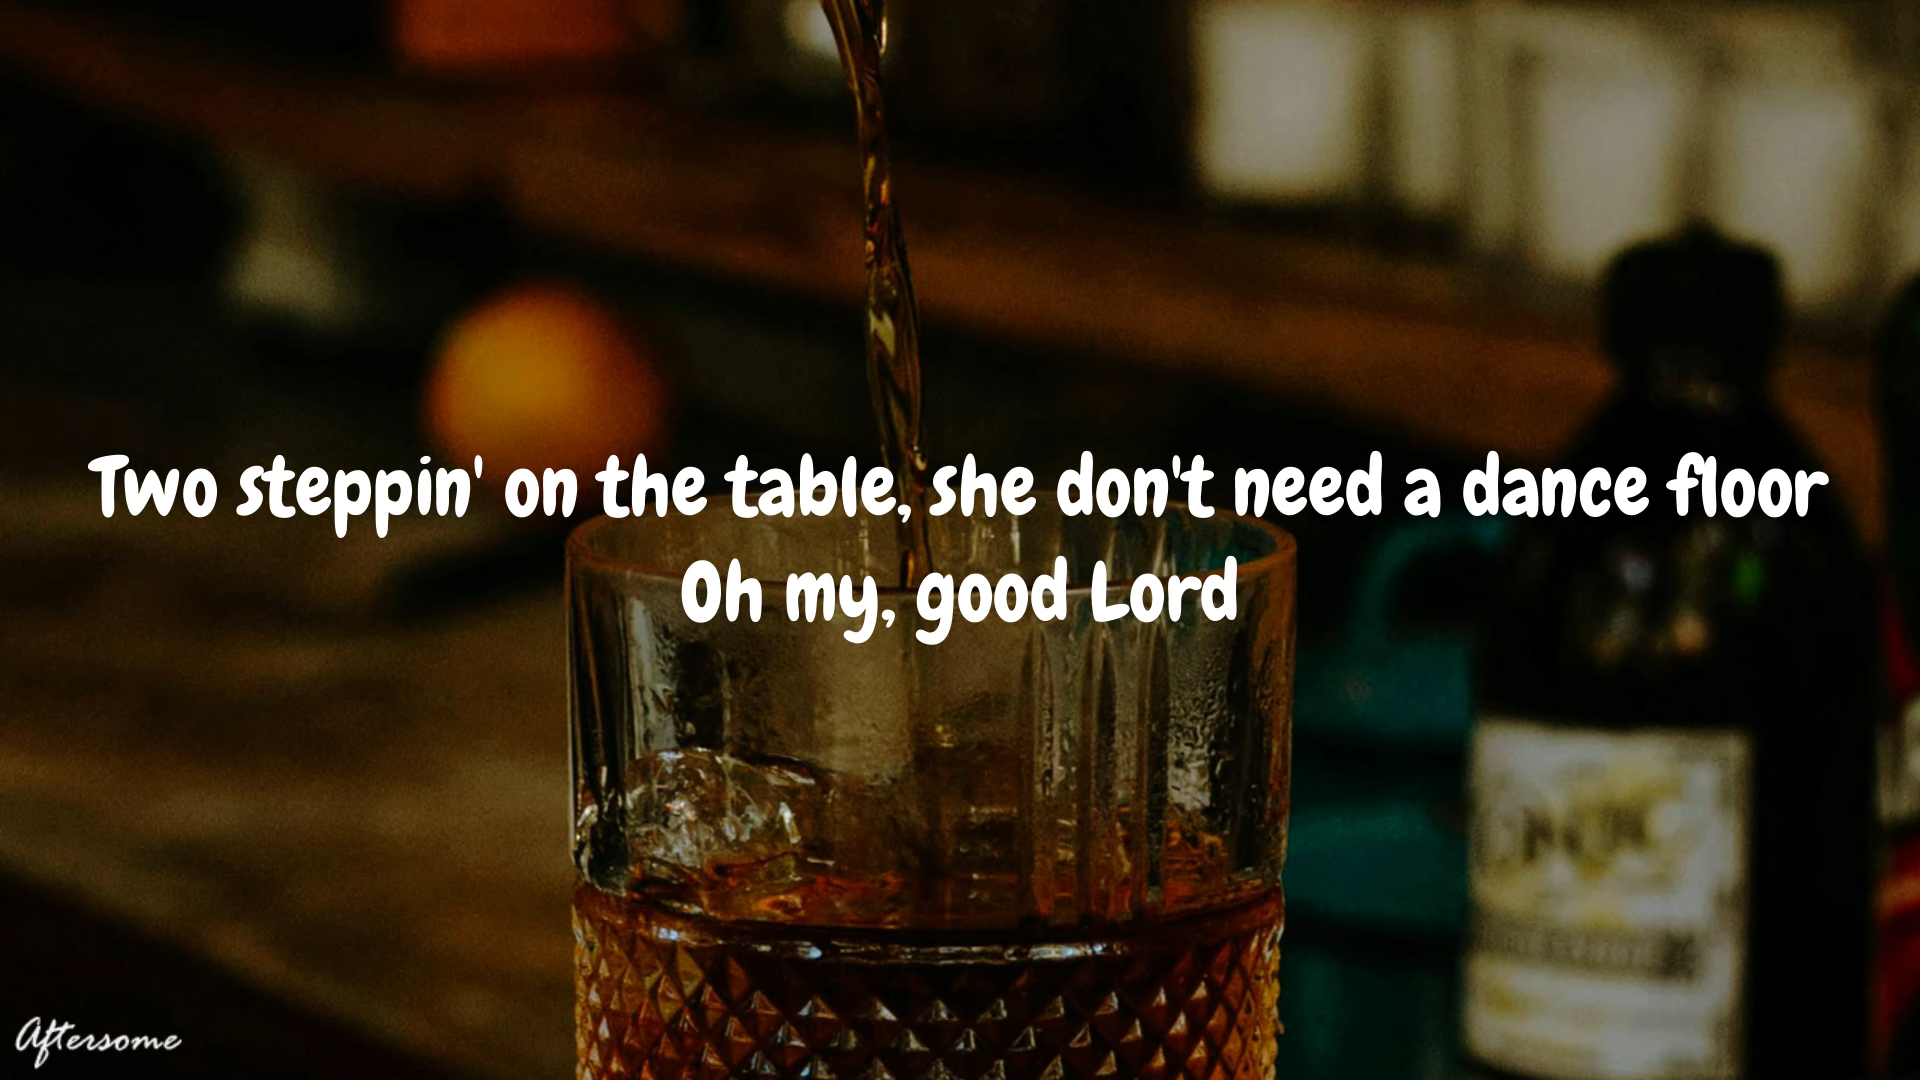 Two steppin' on the table, she don't need a dance floor
Oh my, good Lord
Aftersome